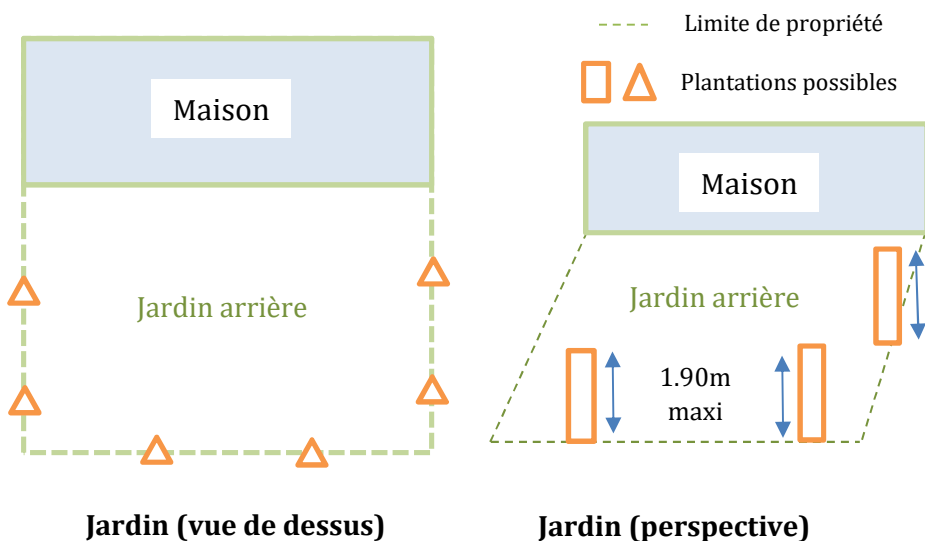 Limite de propriété
Plantations possibles
Maison
Maison
Jardin arrière
Jardin arrière
1.90m
maxi
Jardin (vue de dessus)
Jardin (perspective)